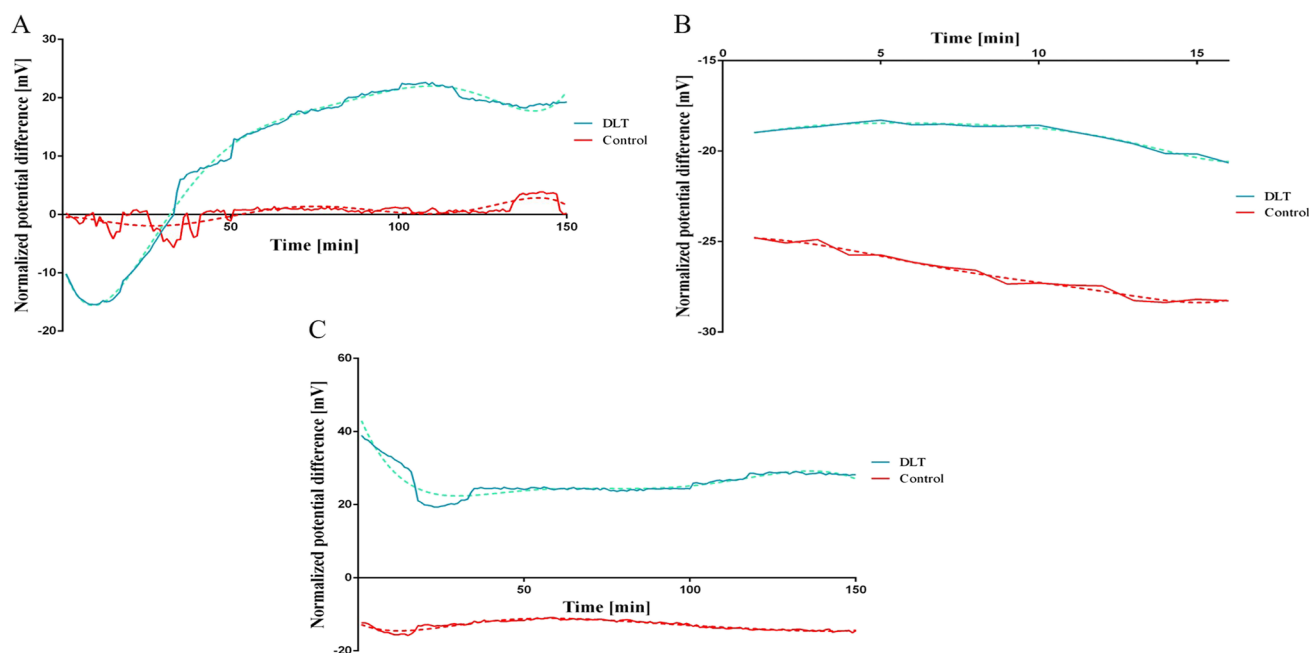 A
Normalized potential difference [mV]
30
20
10
0
-10
-20
50
100
150
Time [min]
DLT
Control
B
Time [min]
0
5
10
15
Normalized potential difference [mV]
-15
-20
-25
-30
DLT
Control
C
Normalized potential difference [mV]
60
40
20
0
-20
50
100
150
Time [min]
DLT
Control